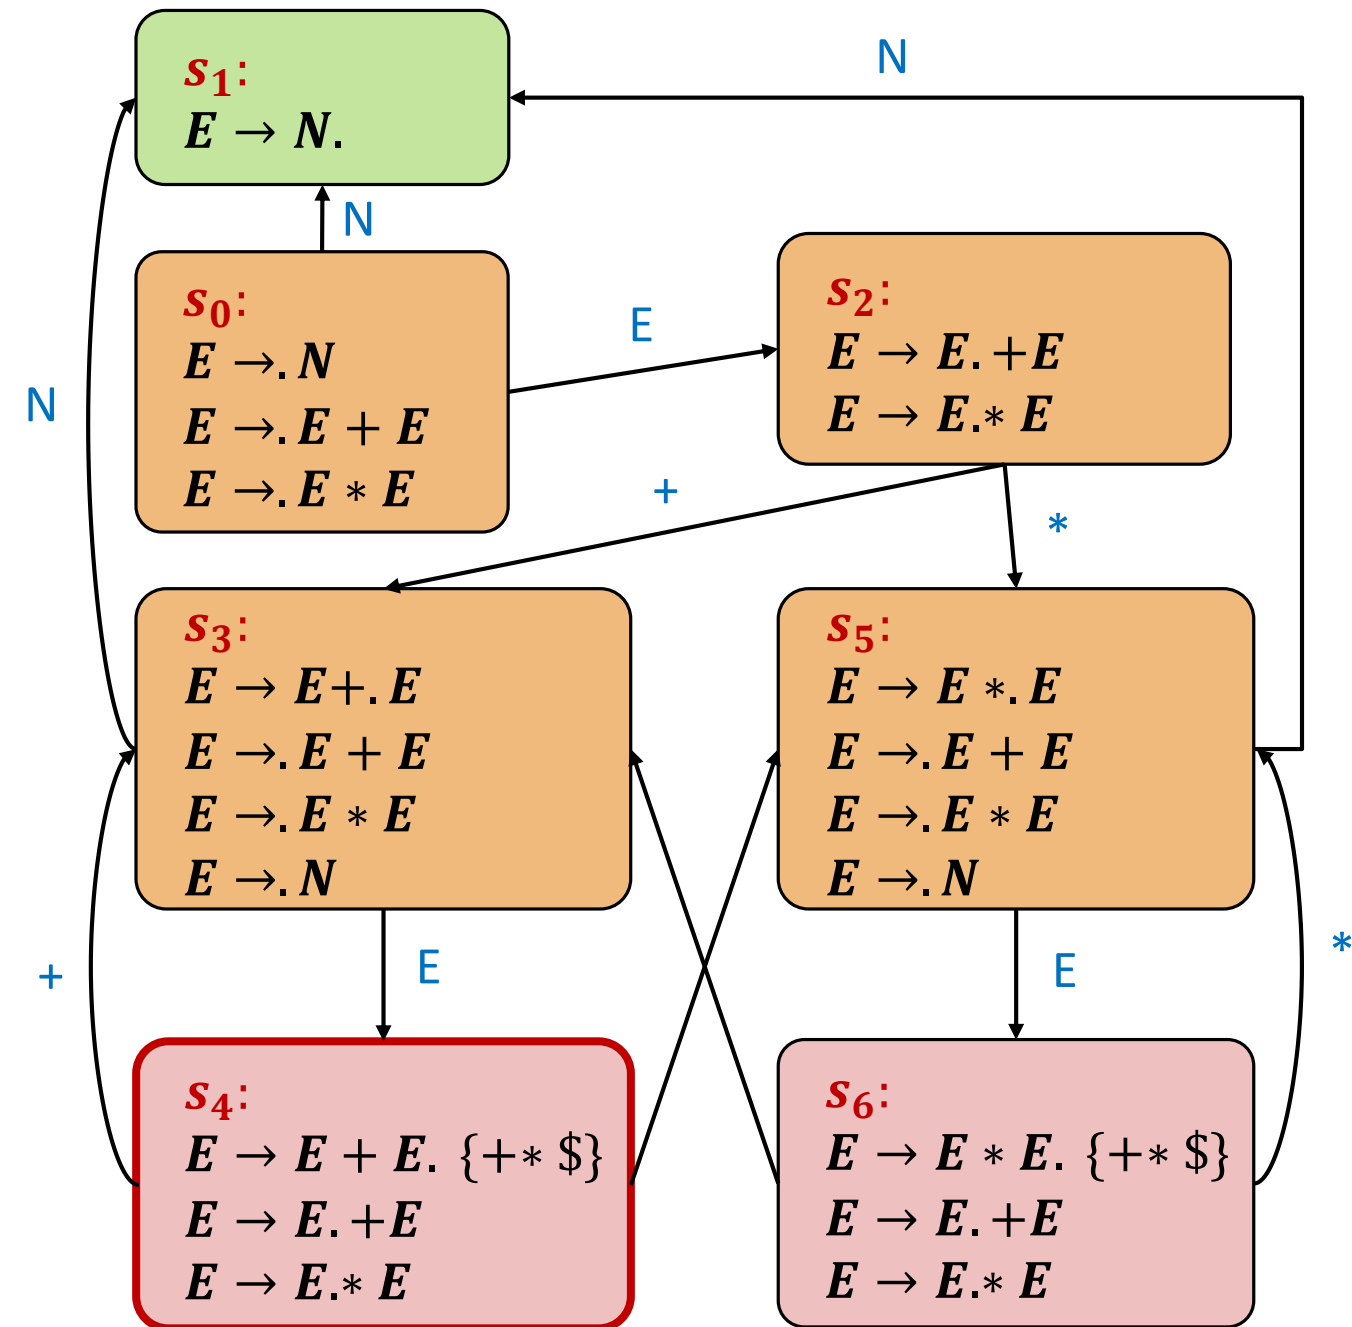 s₁:
E → N.
N
N
s₀:
E →. N
E →. E + E
E →. E ∗ E
E
s₂:
E → E. +E
E → E.∗ E
N
+
*
s₃:
E → E+. E
E →. E + E
E →. E ∗ E
E →. N
s₅:
E → E ∗. E
E →. E + E
E →. E ∗ E
E →. N
+
E
E
*
s₄:
E → E + E. {+∗ $}
E → E. +E
E → E.∗ E
s₆:
E → E ∗ E. {+∗ $}
E → E. +E
E → E.∗ E